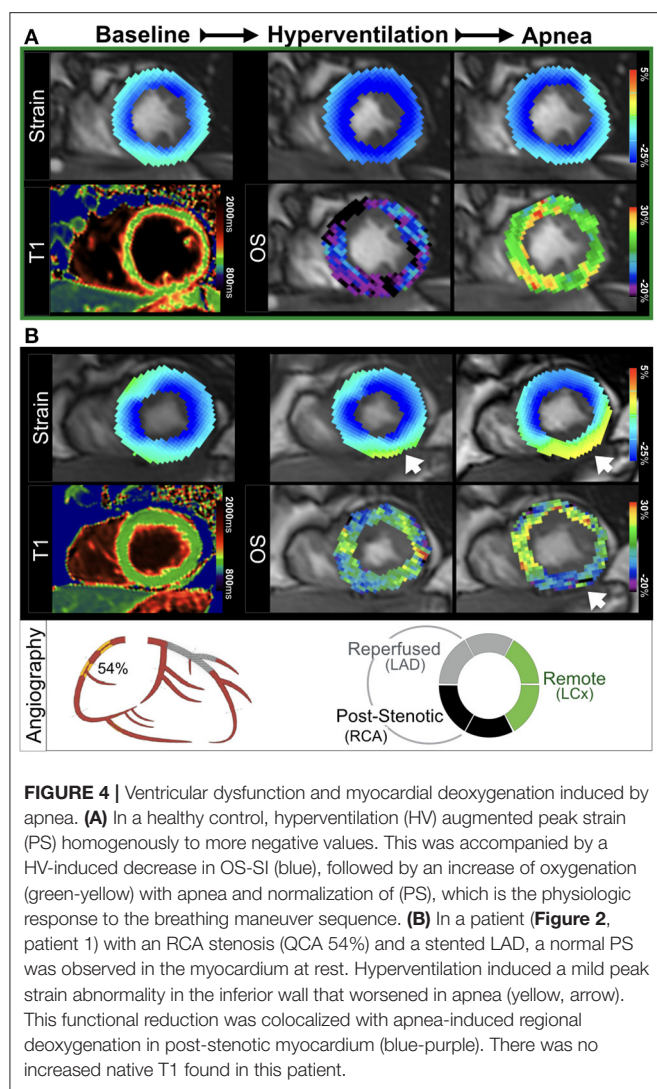 A
Baseline Hyperventilation Apnea
Strain
5%
-25%
T1
2000ms
800ms
OS
30%
-20%
B
Strain
5%
-25%
T1
2000ms
800ms
OS
30%
-20%
Angiography
54%
Reperfused
(LAD)
Remote
(LCx)
Post-Stenotic
(RCA)
FIGURE 4 | Ventricular dysfunction and myocardial deoxygenation induced by
apnea. (A) In a healthy control, hyperventilation (HV) augmented peak strain
(PS) homogenously to more negative values. This was accompanied by a
HV-induced decrease in OS-SI (blue), followed by an increase of oxygenation
(green-yellow) with apnea and normalization of (PS), which is the physiologic
response to the breathing maneuver sequence. (B) In a patient (Figure 2,
patient 1) with an RCA stenosis (QCA 54%) and a stented LAD, a normal PS
was observed in the myocardium at rest. Hyperventilation induced a mild peak
strain abnormality in the inferior wall that worsened in apnea (yellow, arrow).
This functional reduction was colocalized with apnea-induced regional
deoxygenation in post-stenotic myocardium (blue-purple). There was no
increased native T1 found in this patient.